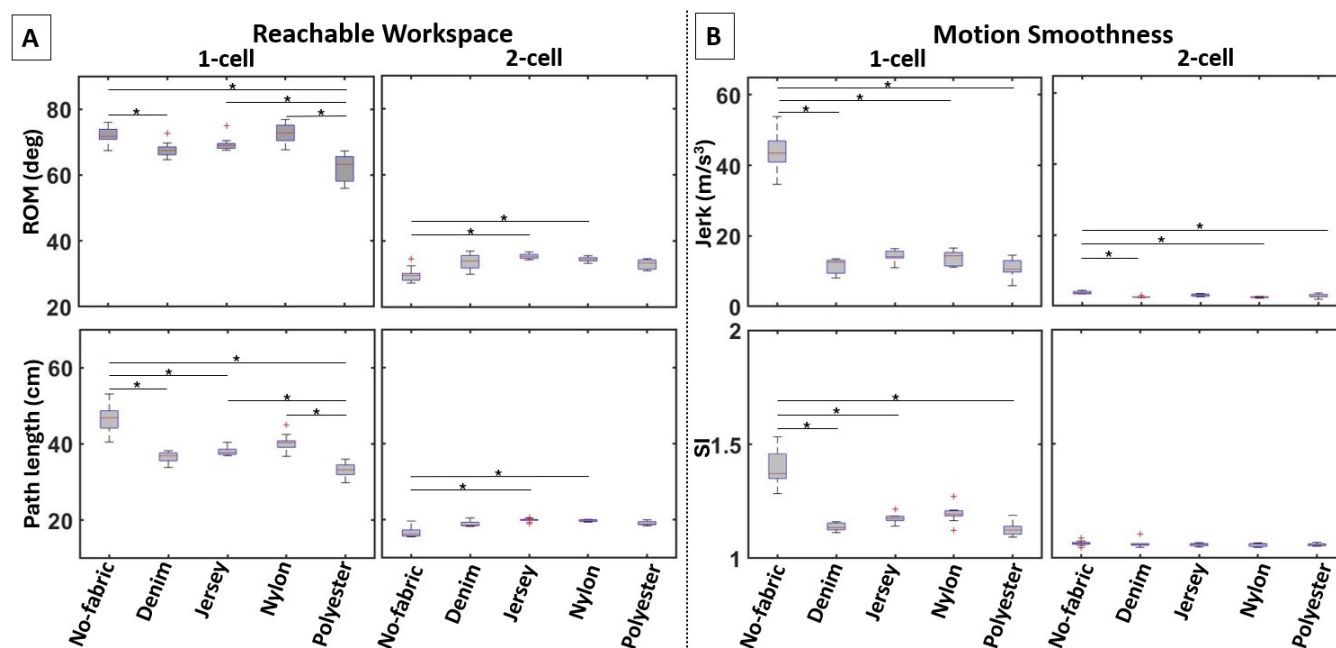 A
Reachable Workspace
1-cell
2-cell
ROM (deg)
80
60
40
20
* * * *
* *
Path length (cm)
60
40
20
* * * * *
* *
No-fabric
Denim
Jersey
Nylon
Polyester
No-fabric
Denim
Jersey
Nylon
Polyester
B
Motion Smoothness
1-cell
2-cell
Jerk (m/s³)
60
40
20
0
* * *
* * *
SI
2
1.5
1
* * *
No-fabric
Denim
Jersey
Nylon
Polyester
No-fabric
Denim
Jersey
Nylon
Polyester